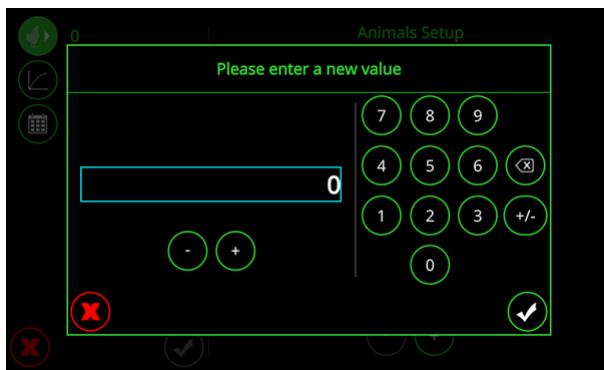 0
Animals Setup
Please enter a new value
7 8 9
4 5 6
0
1 2 3 +/-
- +
0